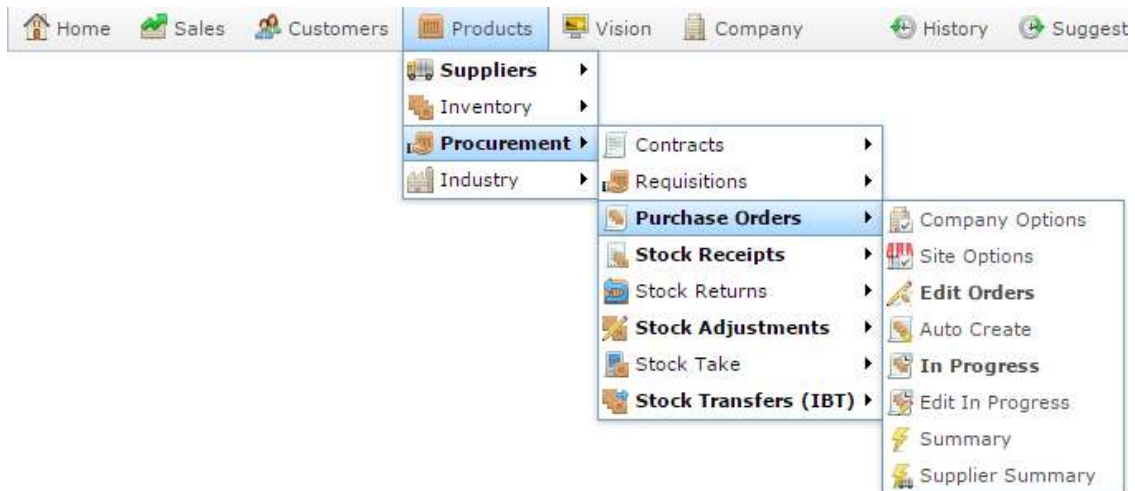 Home Sales Customers Products Vision Company History Suggest
Suppliers
Inventory
Procurement
Industry
Contracts
Requisitions
Purchase Orders
Stock Receipts
Stock Returns
Stock Adjustments
Stock Take
Stock Transfers (IBT)
Company Options
Site Options
Edit Orders
Auto Create
In Progress
Edit In Progress
Summary
Supplier Summary